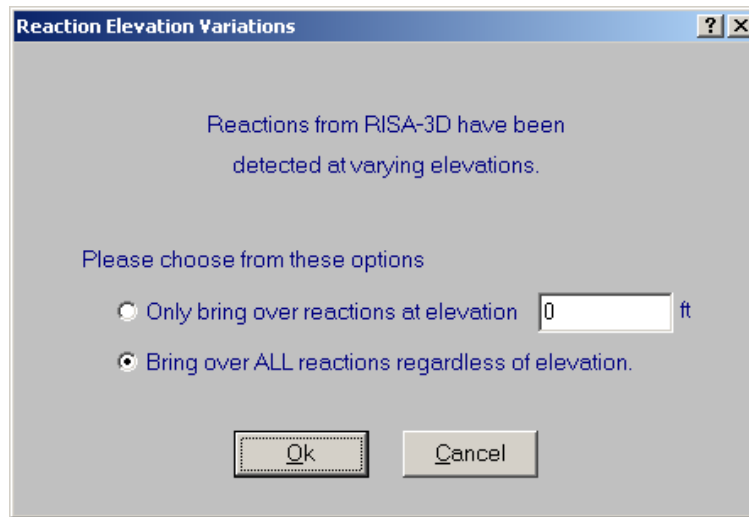 Reaction Elevation Variations
Reactions from RISA-3D have been
detected at varying elevations.
Please choose from these options
Only bring over reactions at elevation 0 ft
Bring over ALL reactions regardless of elevation.
Ok Cancel